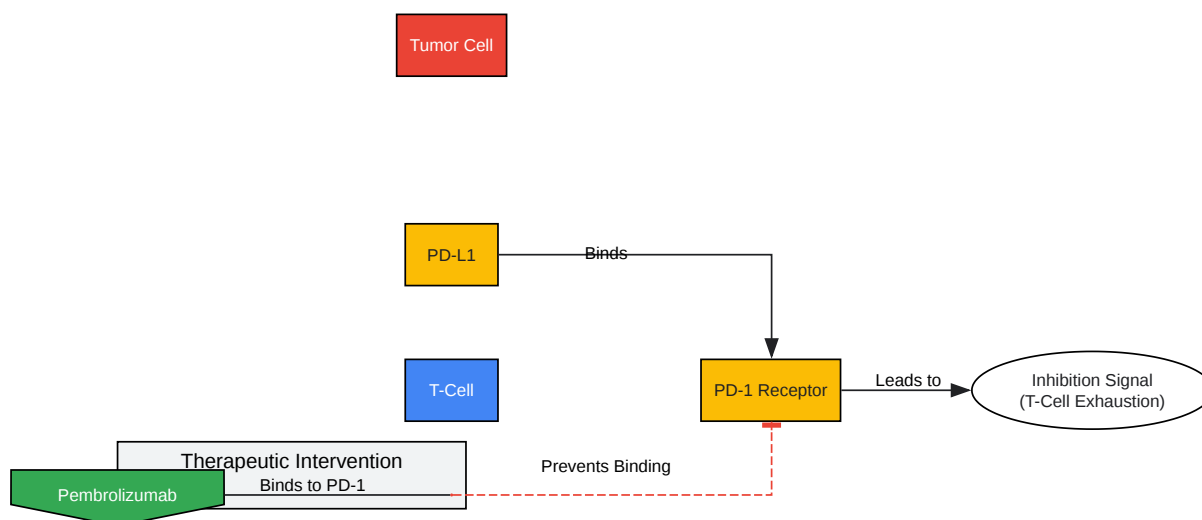 Tumor Cell
PD-L1
Binds
T-Cell
PD-1 Receptor
Leads to
Inhibition Signal
(T-Cell Exhaustion)
Therapeutic Intervention
Prevents Binding
Binds to PD-1
Pembrolizumab